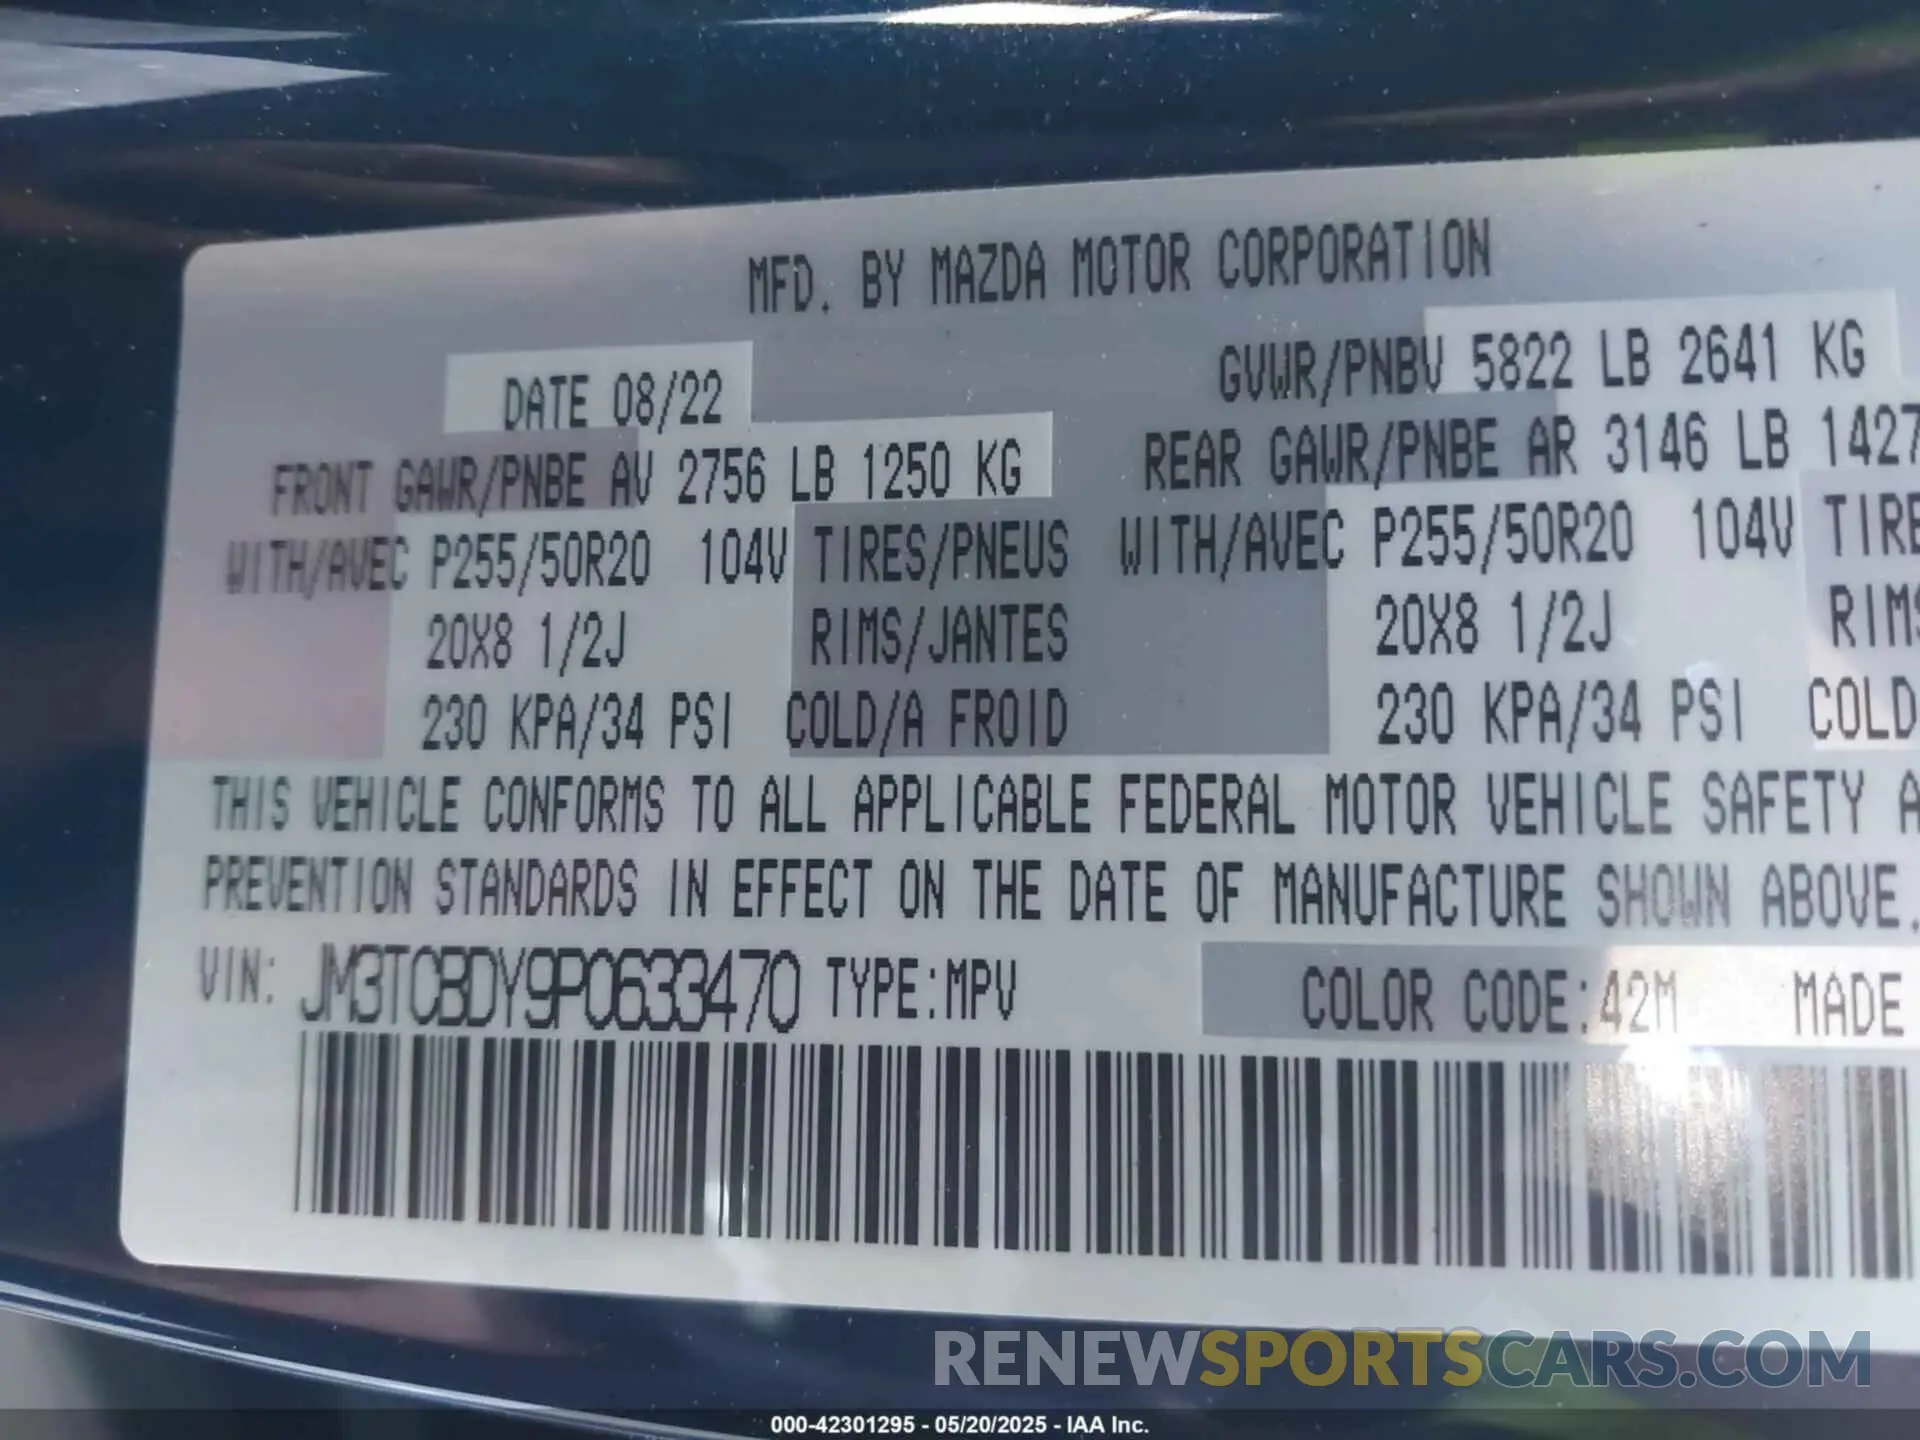 MFD. BY MAZDA MOTOR CORPORATION
DATE 08/22 GVWR/PNBV 5822 LB 2641 KG
FRONT GAWR/PNBE AV 2756 LB 1250 KG REAR GAWR/PNBE AR 3146 LB 1427
WITH/AVEC P255/50R20 104V TIRES/PNEUS WITH/AVEC P255/50R20 104V TIRE
20X8 1/2J RIMS/JANTES 20X8 1/2J RIMS
230 KPA/34 PSI COLD/A FROID 230 KPA/34 PSI COLD
THIS VEHICLE CONFORMS TO ALL APPLICABLE FEDERAL MOTOR VEHICLE SAFETY A
PREVENTION STANDARDS IN EFFECT ON THE DATE OF MANUFACTURE SHOWN ABOVE.
VIN: JM3TCBDY9P0633470 TYPE:MPV COLOR CODE:42M MADE
RENEWSPORTSCARS.COM
000-42301295 - 05/20/2025 - IAA Inc.